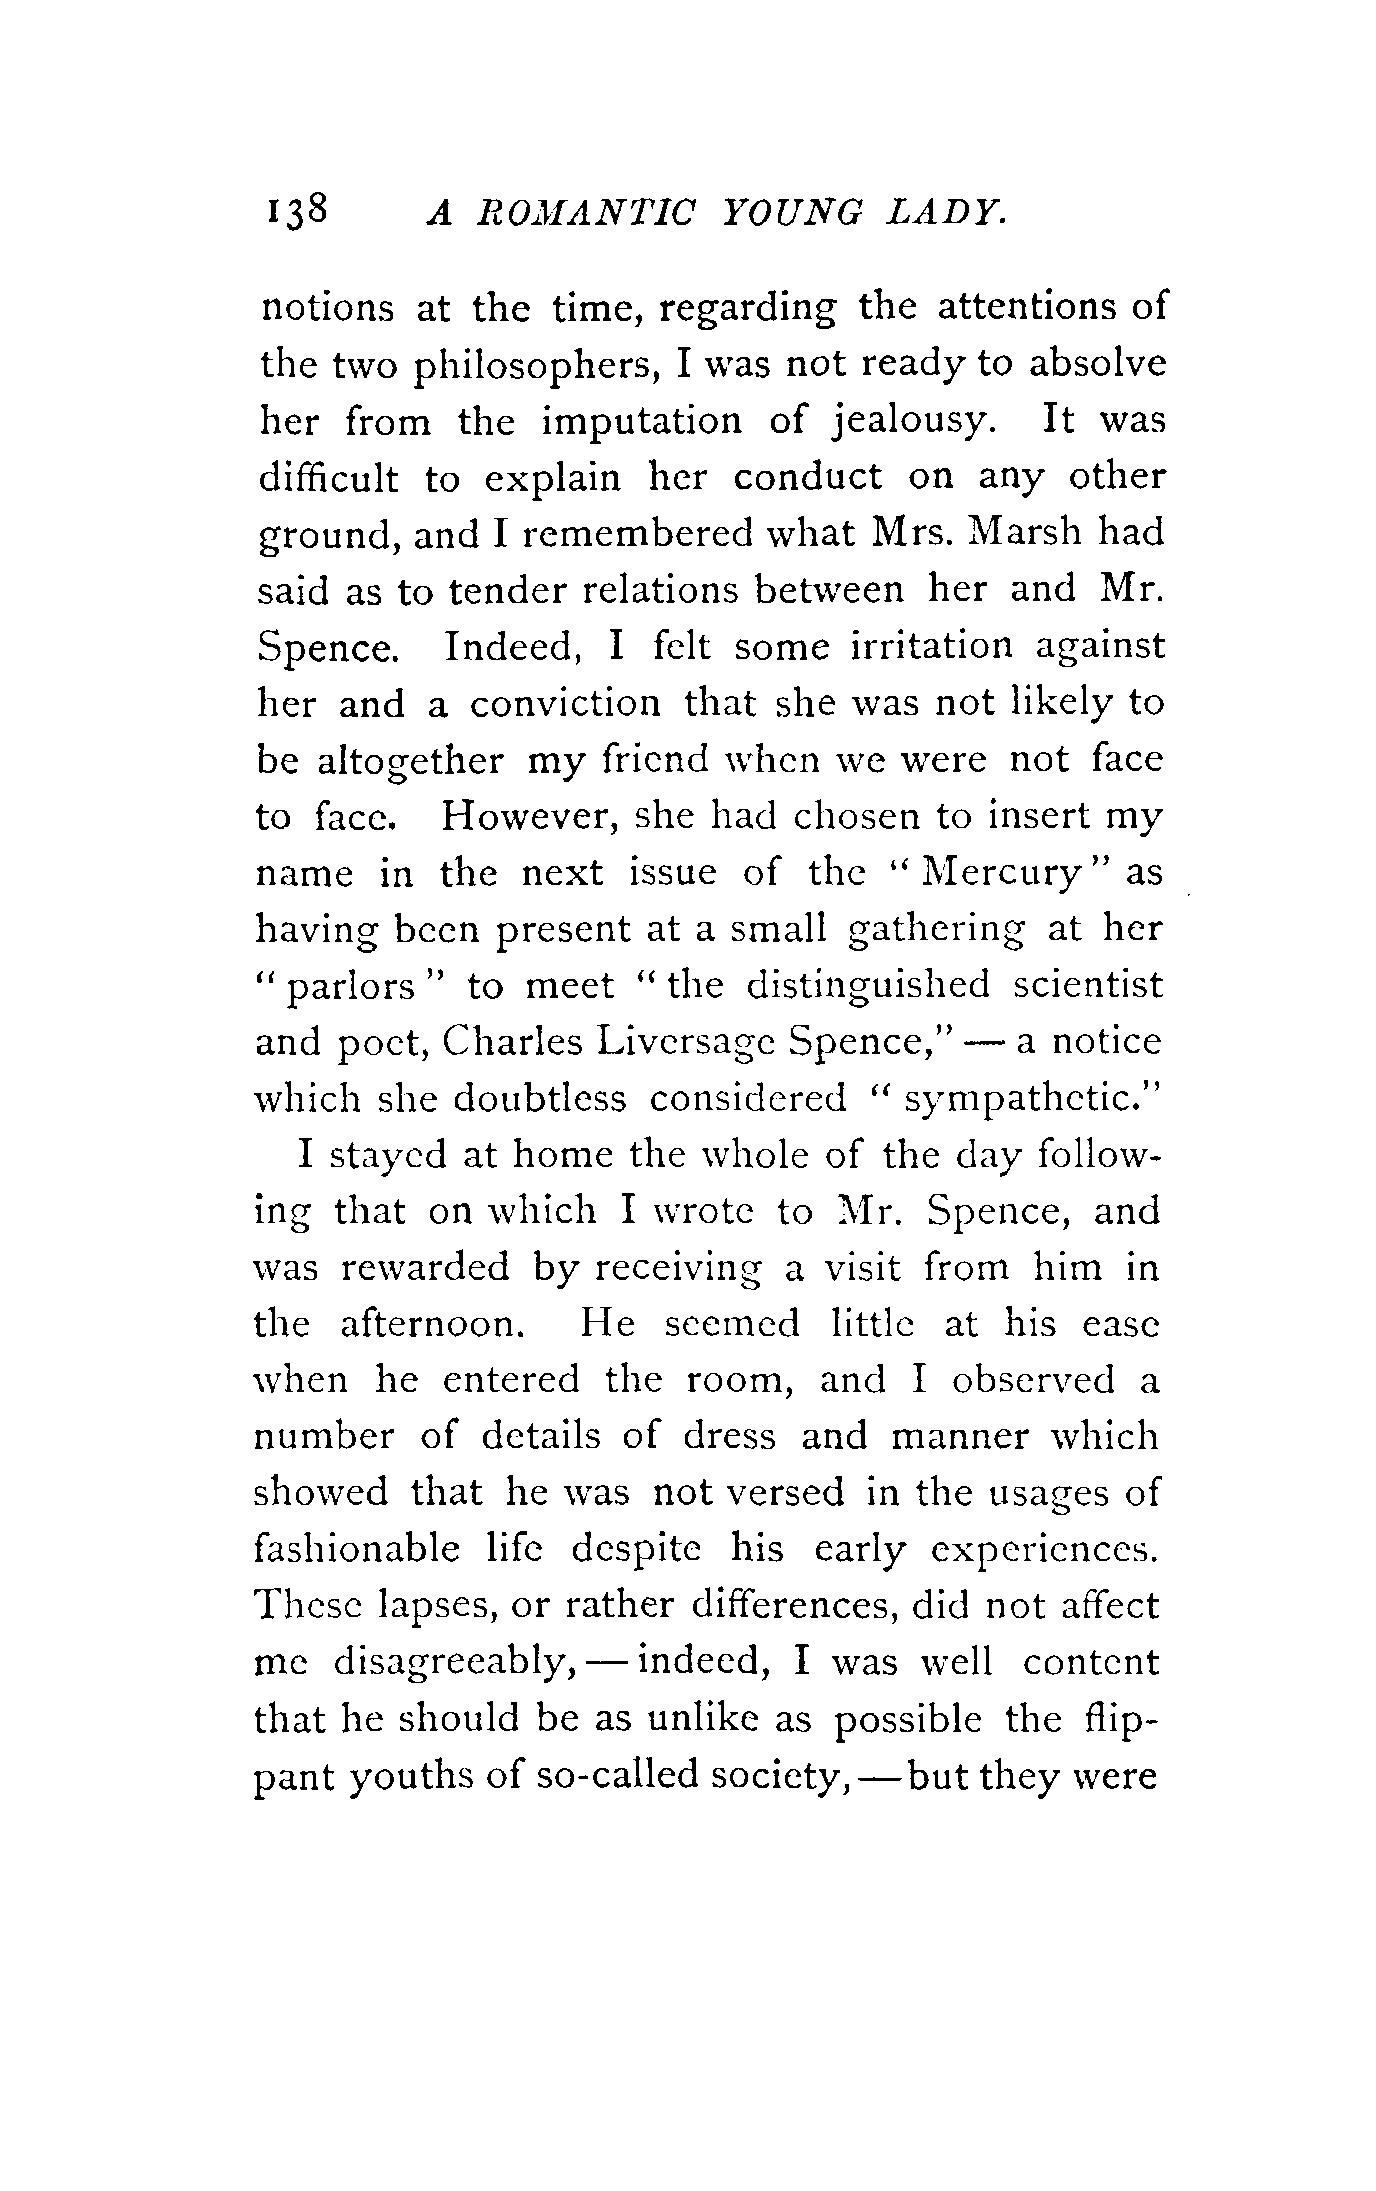 138 A ROMANTIC YOUNG LADY.
notions at the time, regarding the attentions of
the two philosophers, I was not ready to absolve
her from the imputation of jealousy. It was
difficult to explain her conduct on any other
ground, and I remembered what Mrs. Marsh had
said as to tender relations between her and Mr.
Spence. Indeed, I felt some irritation against
her and a conviction that she was not likely to
be altogether my friend when we were not face
to face. However, she had chosen to insert my
name in the next issue of the “Mercury” as
having been present at a small gathering at her
“parlors” to meet “the distinguished scientist
and poet, Charles Liversage Spence,”— a notice
which she doubtless considered “sympathetic.”
I stayed at home the whole of the day follow-
ing that on which I wrote to Mr. Spence, and
was rewarded by receiving a visit from him in
the afternoon. He seemed little at his ease
when he entered the room, and I observed a
number of details of dress and manner which
showed that he was not versed in the usages of
fashionable life despite his early experiences.
These lapses, or rather differences, did not affect
me disagreeably,— indeed, I was well content
that he should be as unlike as possible the flip-
pant youths of so-called society,—but they were